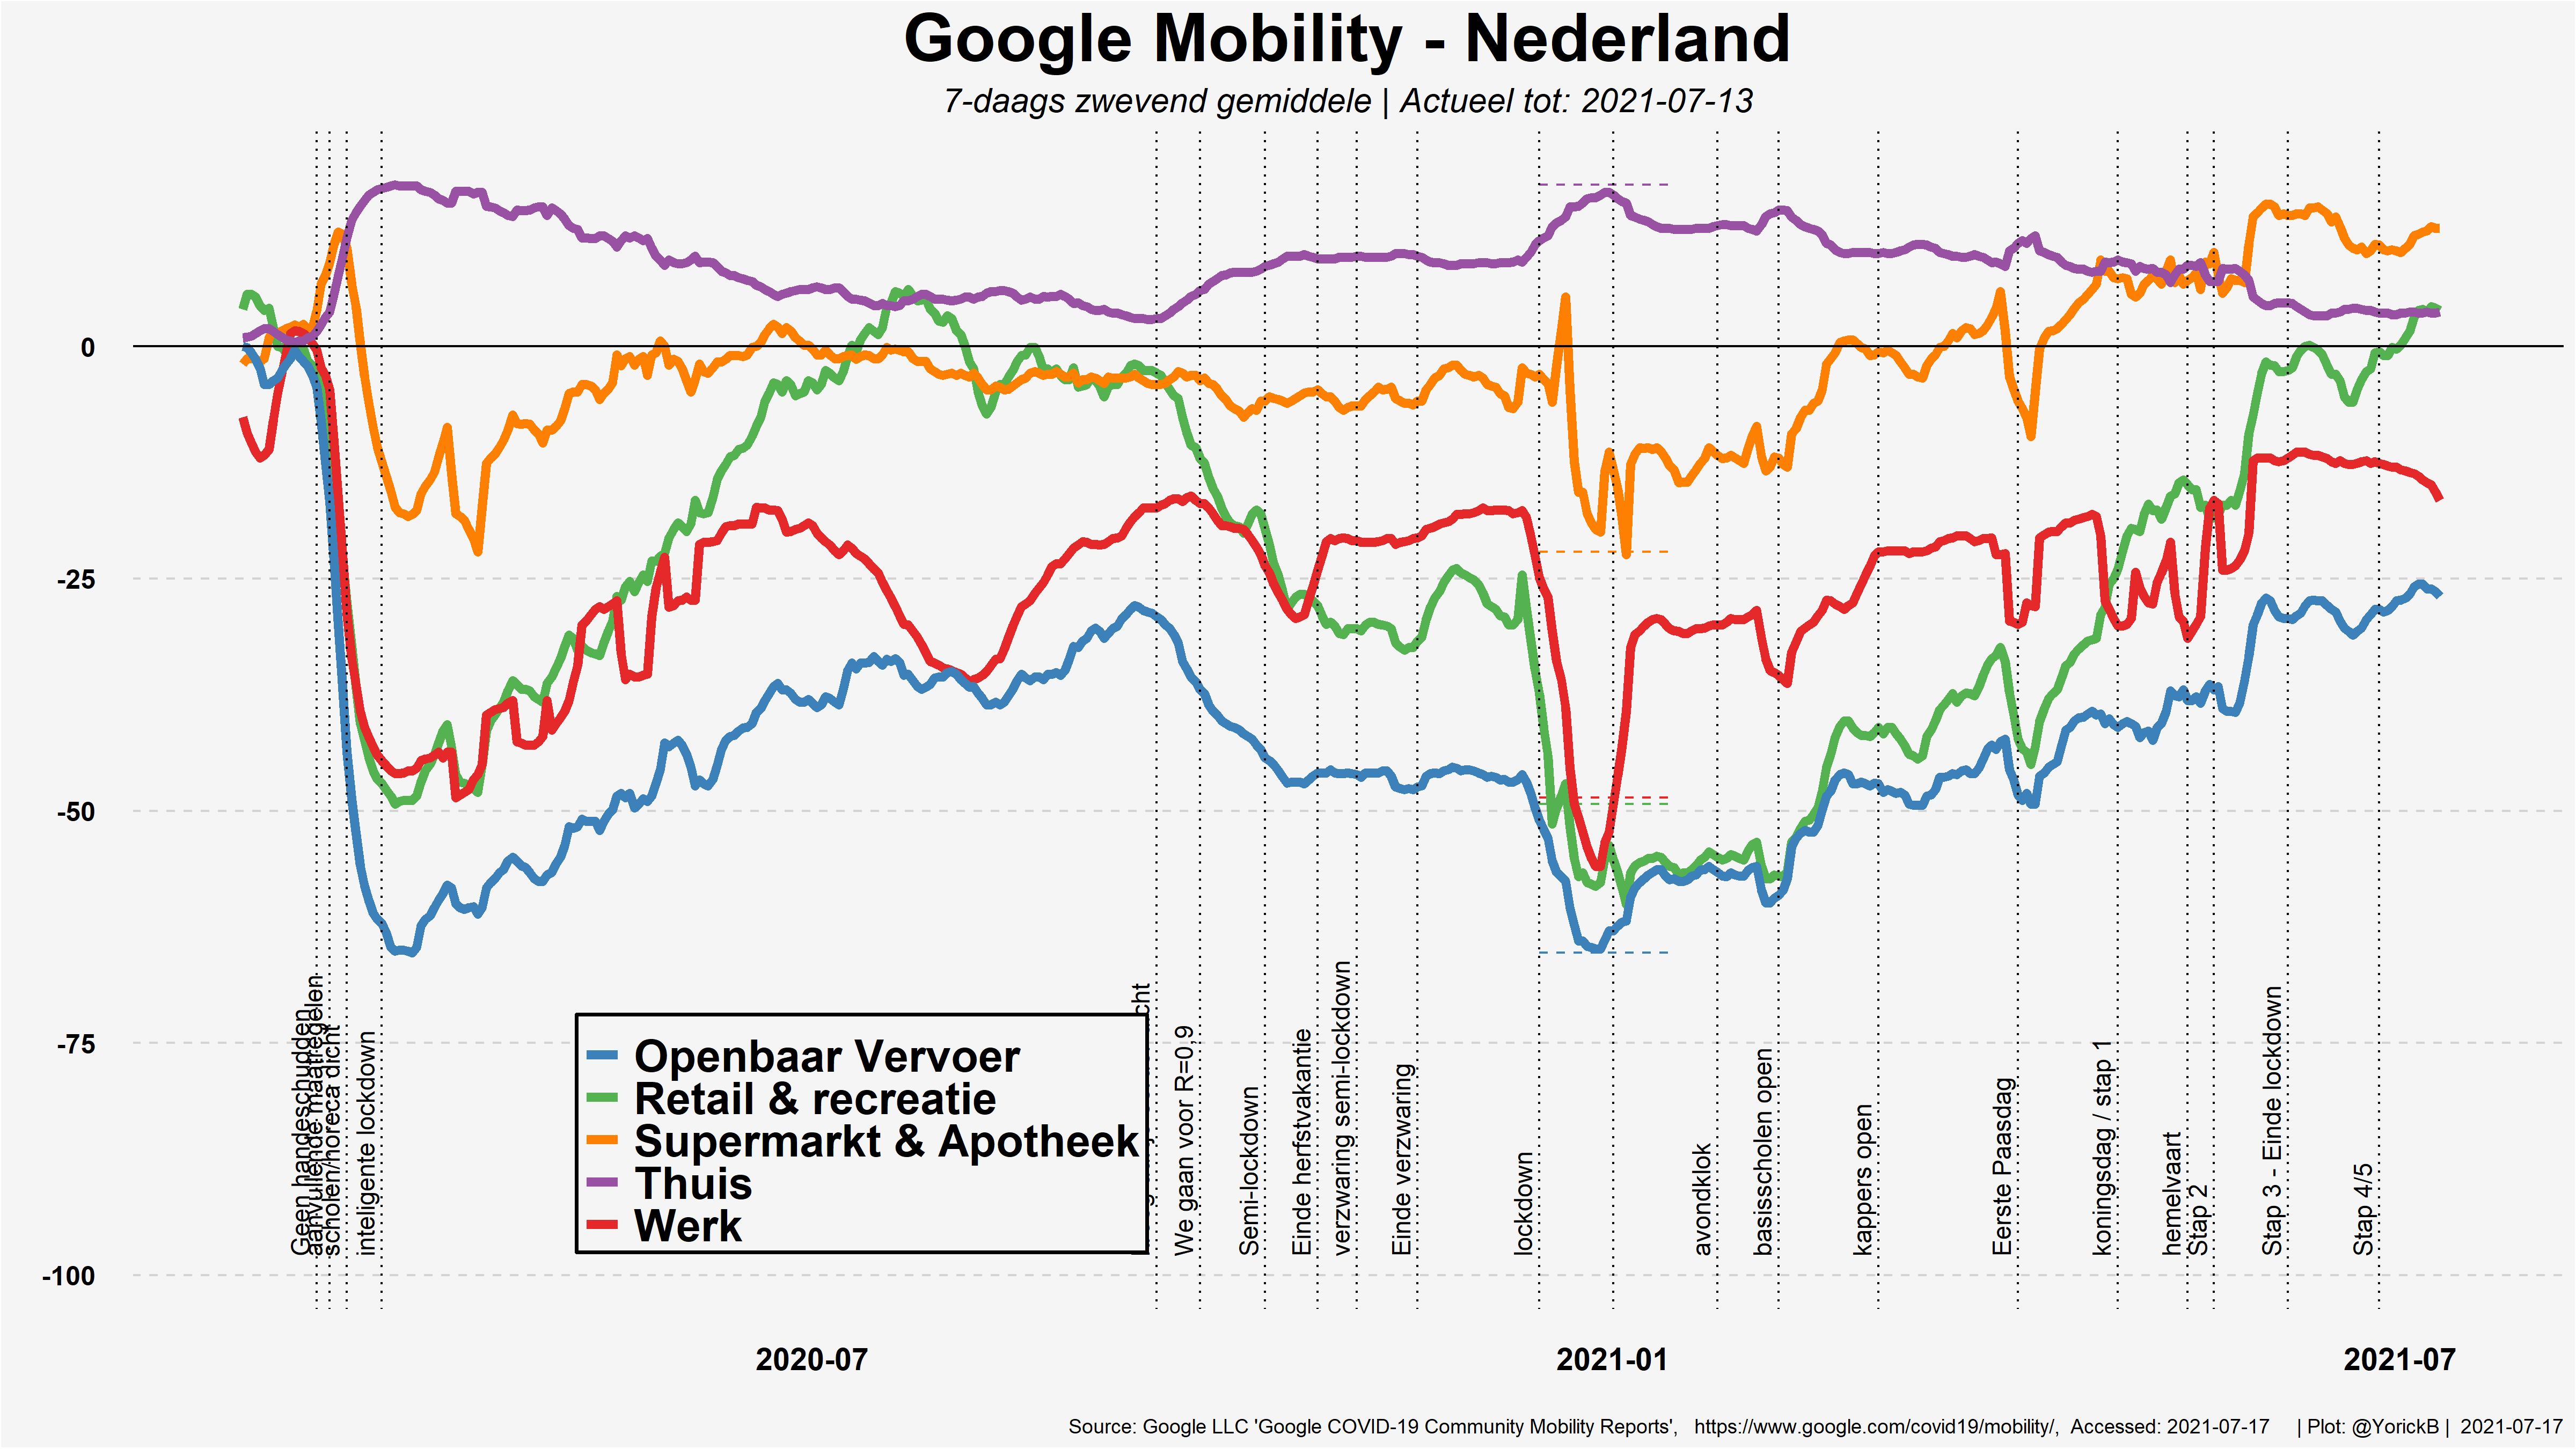 Google Mobility - Nederland
7-daags zwevend gemiddele | Actueel tot: 2021-07-13
0
-25
-50
-75
-100
Geen handeschudden
aanvullende maatregelen
scholen/horeca dicht
inteligente lockdown
cht
We gaan voor R=0,9
Semi-lockdown
Einde herfstvakantie
verzwaring semi-lockdown
Einde verzwaring
lockdown
avondklok
basisscholen open
kappers open
Eerste Paasdag
koningsdag / stap 1
hemelvaart
Stap 2
Stap 3 - Einde lockdown
Stap 4/5
Openbaar Vervoer
Retail & recreatie
Supermarkt & Apotheek
Thuis
Werk
2020-07
2021-01
2021-07
Source: Google LLC 'Google COVID-19 Community Mobility Reports', https://www.google.com/covid19/mobility/, Accessed: 2021-07-17 | Plot: @YorickB | 2021-07-17